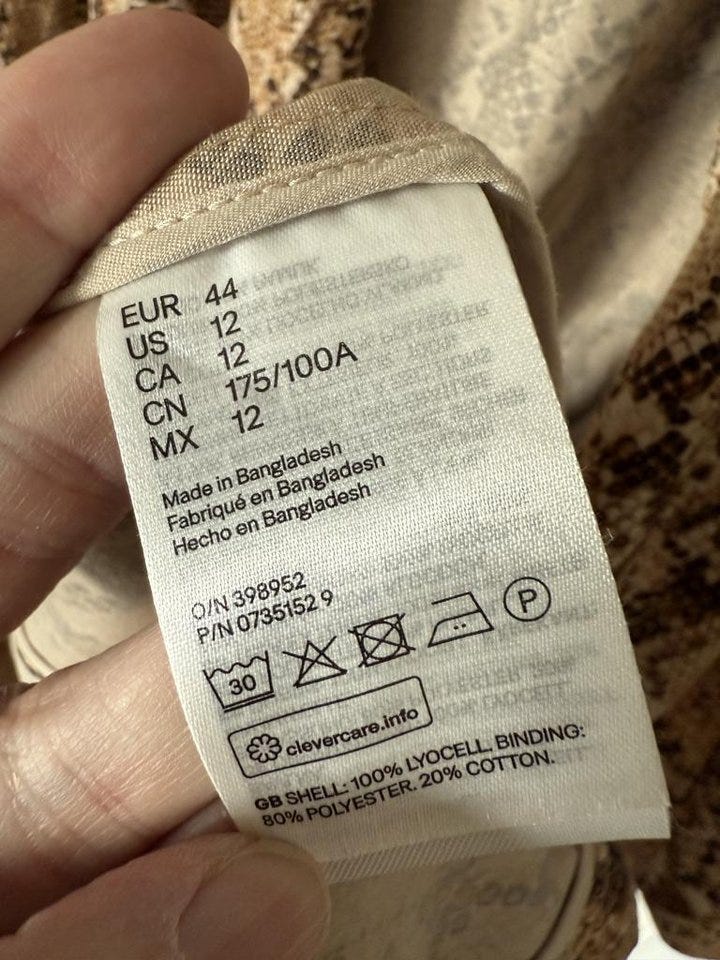 EUR 44
US 12
CA 12
CN 175/100A
MX 12
Made in Bangladesh
Fabriqué en Bangladesh
Hecho en Bangladesh
O/N 398952
P/N 0735152 9
30
P
clevercare.info
GB SHELL: 100% LYOCELL. BINDING:
80% POLYESTER. 20% COTTON.